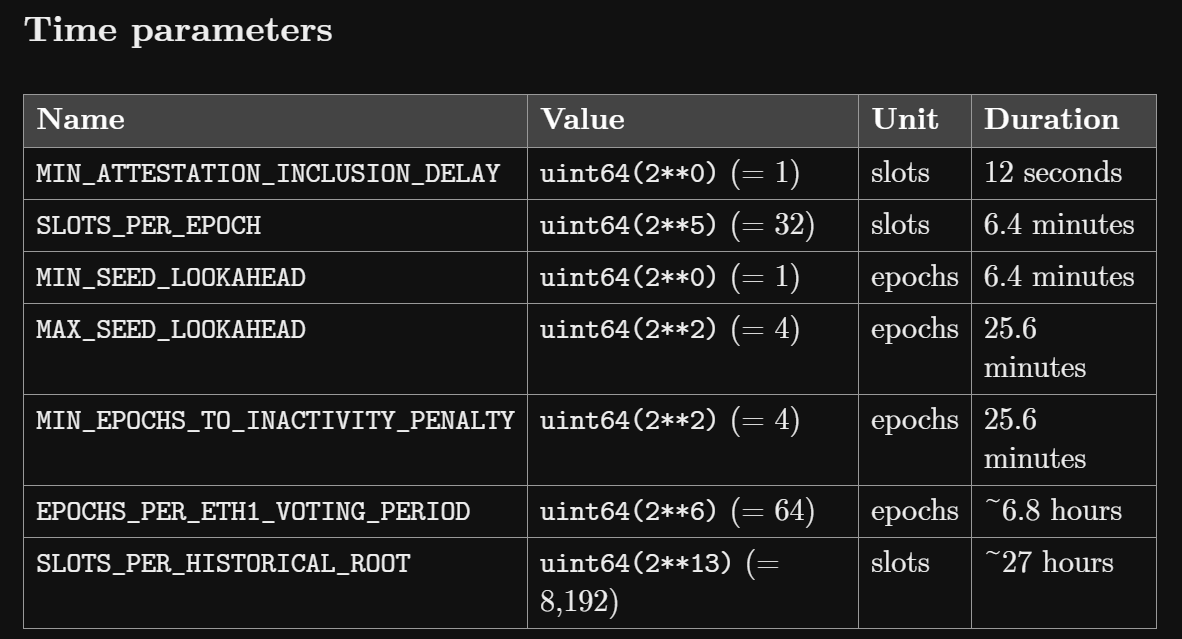 Time parameters
Name Value Unit Duration
MIN_ATTESTATION_INCLUSION_DELAY uint64(2**0) (= 1) slots 12 seconds
SLOTS_PER_EPOCH uint64(2**5) (= 32) slots 6.4 minutes
MIN_SEED_LOOKAHEAD uint64(2**0) (= 1) epochs 6.4 minutes
MAX_SEED_LOOKAHEAD uint64(2**2) (= 4) epochs 25.6
minutes
MIN_EPOCHS_TO_INACTIVITY_PENALTY uint64(2**2) (= 4) epochs 25.6
minutes
EPOCHS_PER_ETH1_VOTING_PERIOD uint64(2**6) (= 64) epochs ~6.8 hours
SLOTS_PER_HISTORICAL_ROOT uint64(2**13) (= slots ~27 hours
8,192)